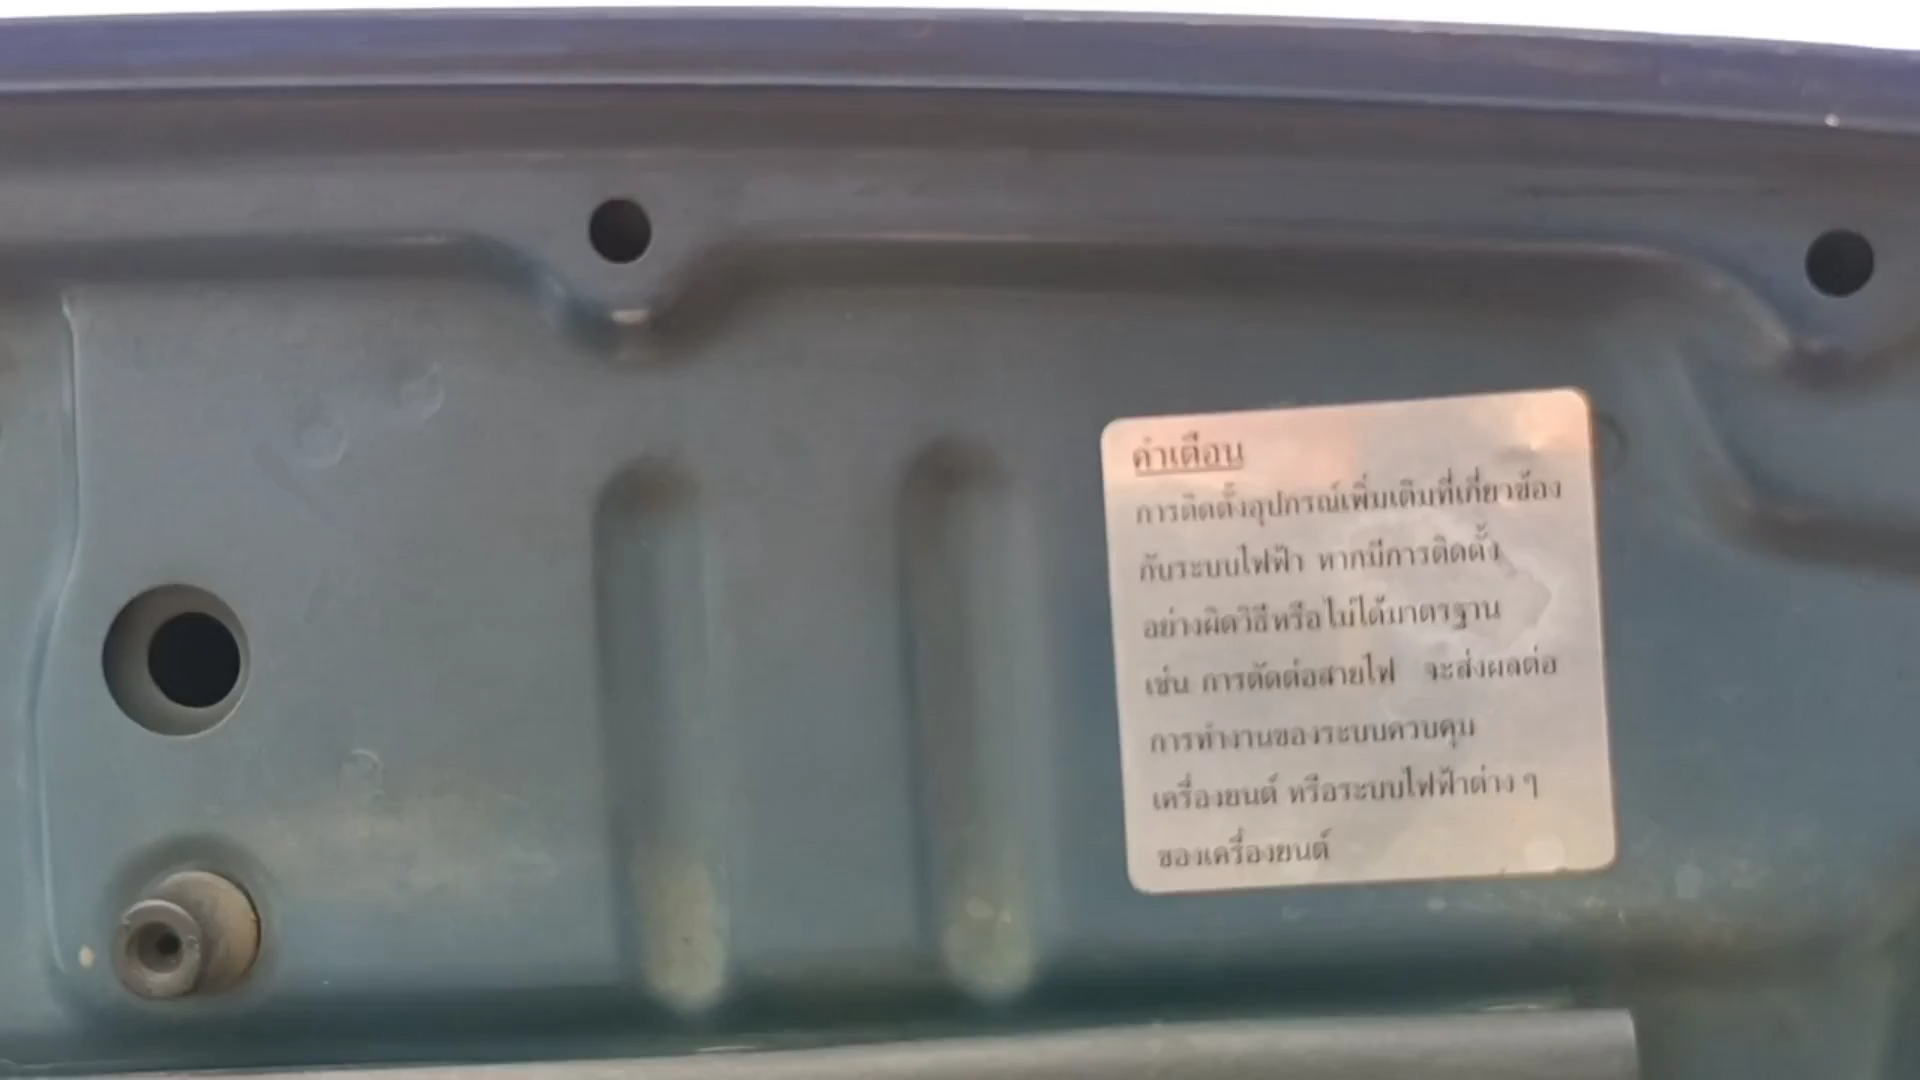 คำเตือน
การติดตั้งอุปกรณ์เพิ่มเติมที่เกี่ยวข้อง
กับระบบไฟฟ้า หากมีการติดตั้ง
อย่างผิดวิธีหรือไม่ได้มาตรฐาน
เช่น การตัดต่อสายไฟ จะส่งผลต่อ
การทำงานของระบบควบคุม
เครื่องยนต์ หรือระบบไฟฟ้าต่าง ๆ
ของเครื่องยนต์